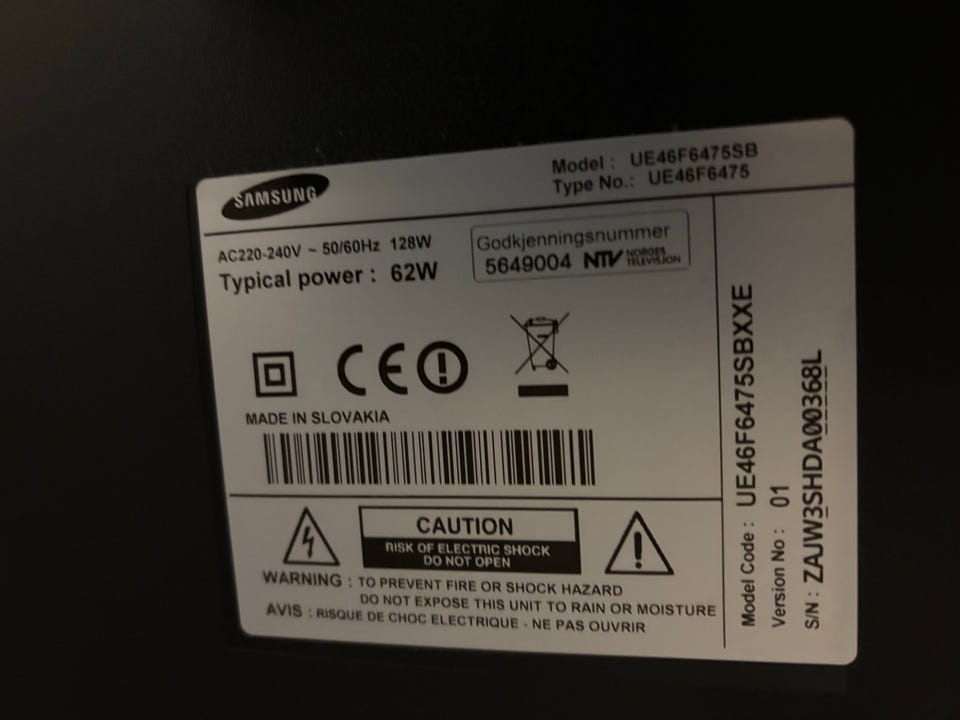 SAMSUNG
Model : UE46F6475SB
Type No.: UE46F6475
AC220-240V ~ 50/60Hz 128W
Typical power : 62W
Godkjenningsnummer
5649004 NTV NORGES TELEVISJON
CE
MADE IN SLOVAKIA
CAUTION
RISK OF ELECTRIC SHOCK
DO NOT OPEN
WARNING : TO PREVENT FIRE OR SHOCK HAZARD
DO NOT EXPOSE THIS UNIT TO RAIN OR MOISTURE
AVIS : RISQUE DE CHOC ELECTRIQUE - NE PAS OUVRIR
Model Code : UE46F6475SBXXE
Version No : 01
S/N : ZAJW3SHDA00368L